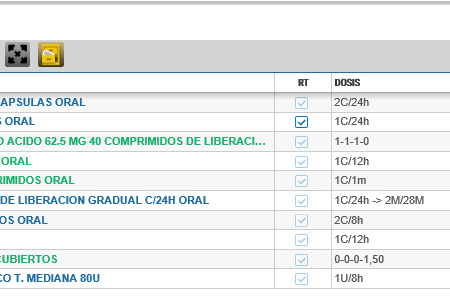 RT DOSIS
APSULAS ORAL 2C/24h
S ORAL 1C/24h
O ACIDO 62.5 MG 40 COMPRIMIDOS DE LIBERACI... 1-1-1-0
ORAL 1C/12h
RIMIDOS ORAL 1C/1m
DE LIBERACION GRADUAL C/24H ORAL 1C/24h -> 2M/28M
OS ORAL 2C/8h
1C/12h
CUBIERTOS 0-0-0-1,50
CO T. MEDIANA 80U 1U/8h